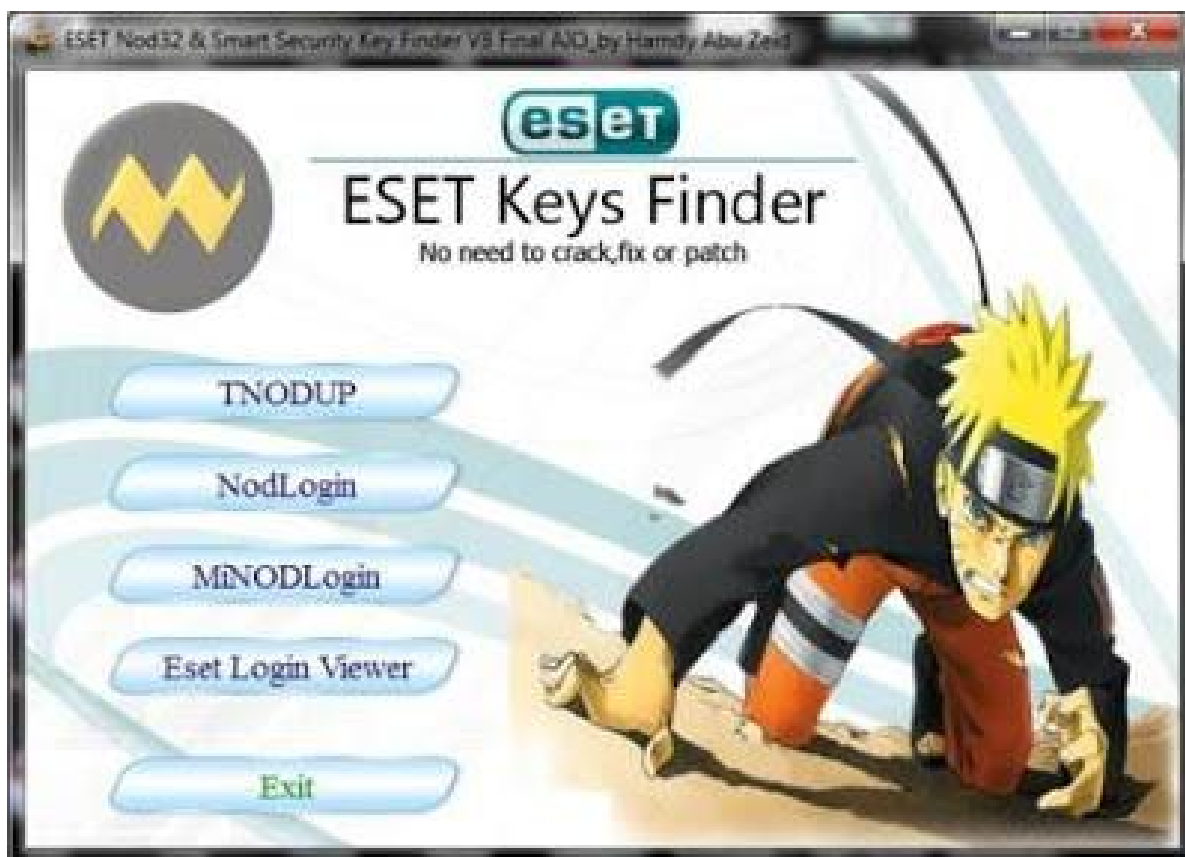 ESET Nod32 & Smart Security Key Finder V9 Final AIO_by Hamdy Abu Zeid
eseT
ESET Keys Finder
No need to crack,fix or patch
TNODUP
NodLogin
MiNODLogin
Eset Login Viewer
Exit